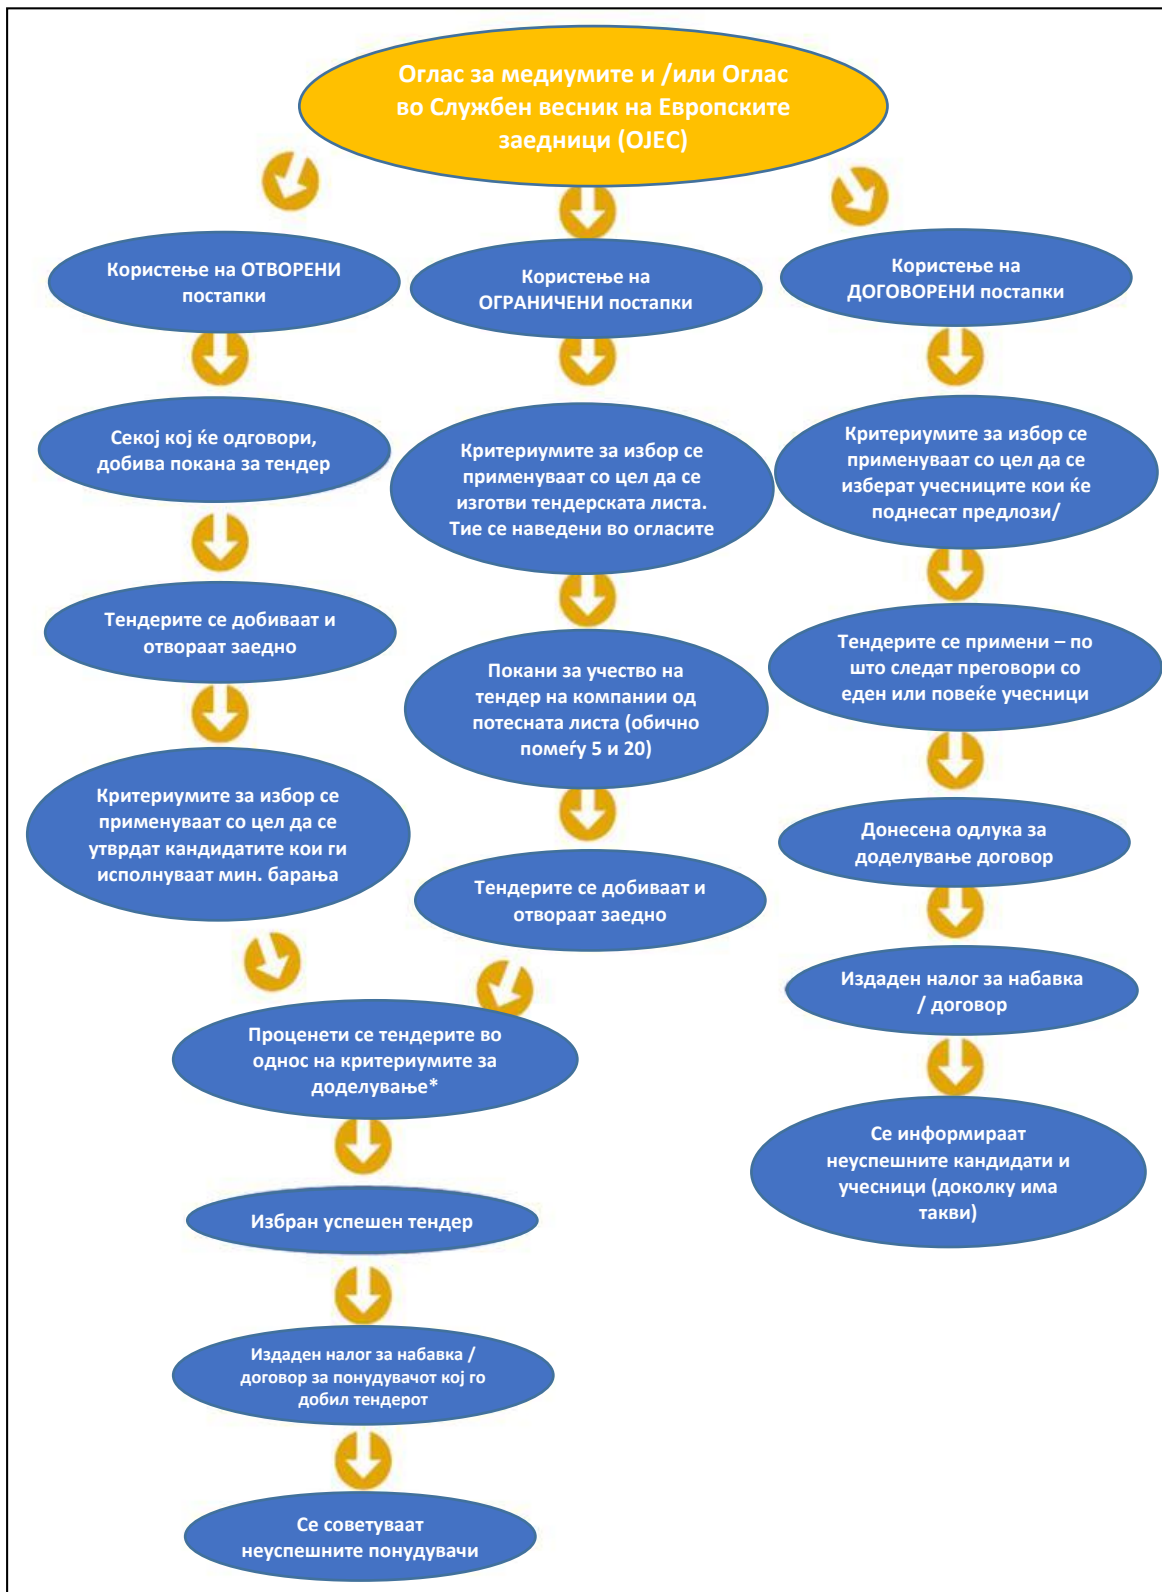 Оглас за медиумите и /или Оглас
во Службен весник на Европските
заедници (OJEC)
Користење на ОТВОРЕНИ
постапки
Секој кој ќе одговори,
добива покана за тендер
Тендерите се добиваат и
отвораат заедно
Критериумите за избор се
применуваат со цел да се
утврдат кандидатите кои ги
исполнуваат мин. барања
Користење на
ОГРАНИЧЕНИ постапки
Критериумите за избор се
применуваат со цел да се
изготви тендерската листа.
Тие се наведени во огласите
Покани за учество на
тендер на компании од
потесната листа (обично
помеѓу 5 и 20)
Тендерите се добиваат и
отвораат заедно
Проценети се тендерите во
однос на критериумите за
доделување*
Избран успешен тендер
Издаден налог за набавка /
договор за понудувачот кој го
добил тендерот
Се советуваат
неуспешните понудувачи
Користење на
ДОГОВОРЕНИ постапки
Критериумите за избор се
применуваат со цел да се
изберат учесниците кои ќе
поднесат предлози/
Тендерите се примени – по
што следат преговори со
еден или повеќе учесници
Донесена одлука за
доделување договор
Издаден налог за набавка
/ договор
Се информираат
неуспешните кандидати и
учесници (доколку има
такви)